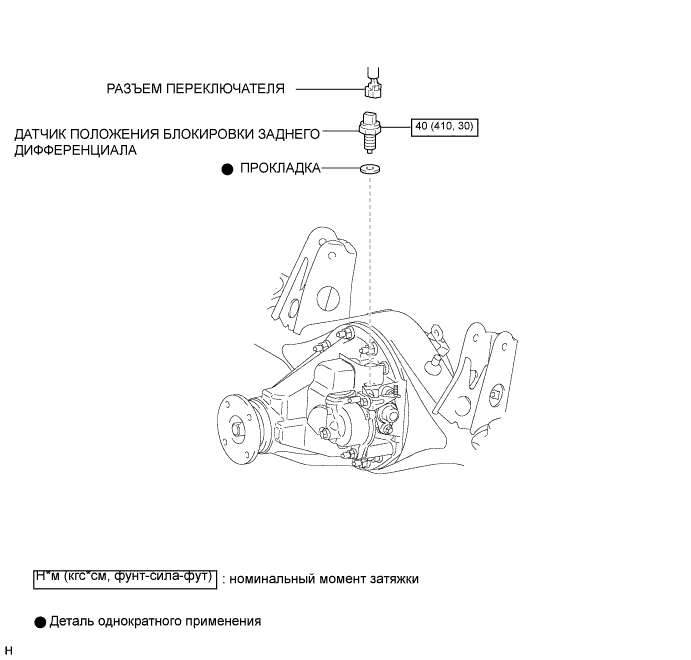 РАЗЪЕМ ПЕРЕКЛЮЧАТЕЛЯ
40 (410, 30)
ДАТЧИК ПОЛОЖЕНИЯ БЛОКИРОВКИ ЗАДНЕГО
ДИФФЕРЕНЦИАЛА
● ПРОКЛАДКА
Н*м (кгс*см, фунт-сила-фут) : номинальный момент затяжки
● Деталь однократного применения
H